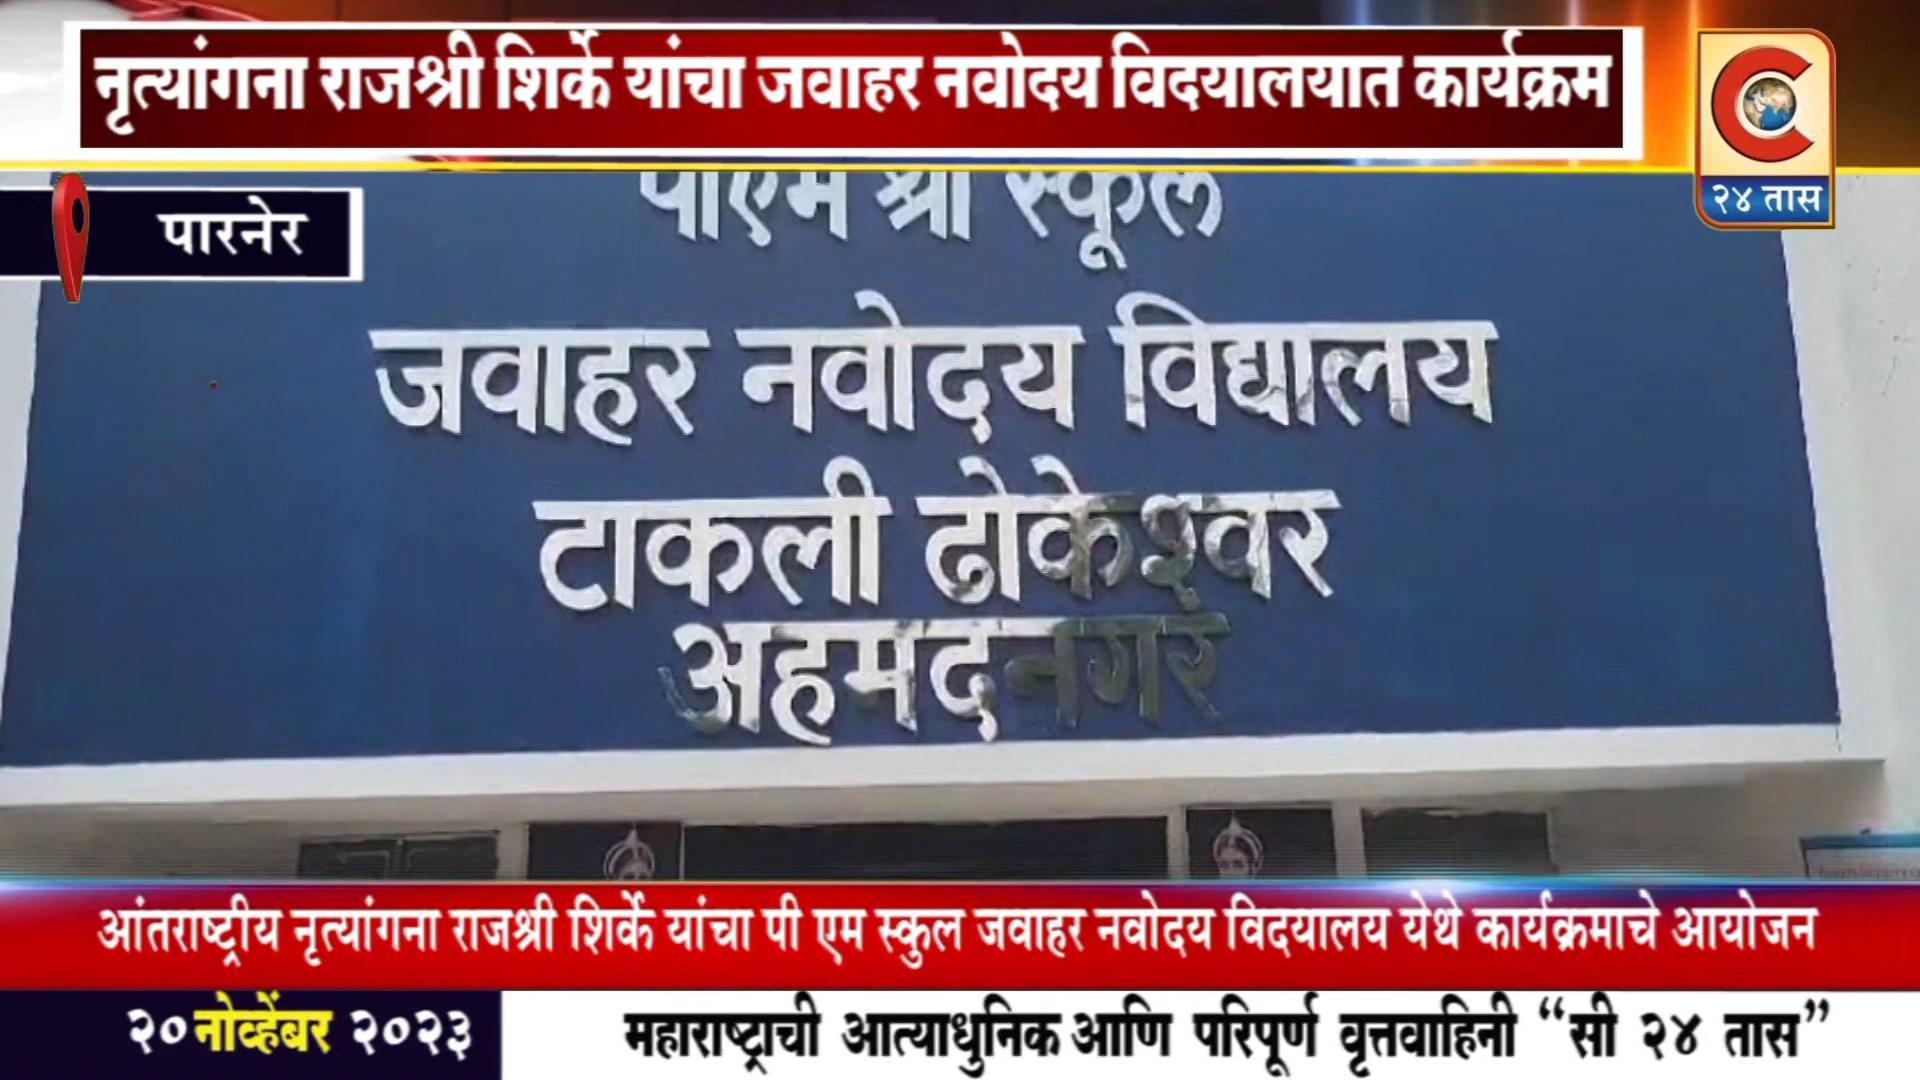 नृत्यांगना राजश्री शिर्के यांचा जवाहर नवोदय विदयालयात कार्यक्रम
२४ तास
पारनेर
पीएम श्री स्कूल
जवाहर नवोदय विद्यालय
टाकली ढोकेश्वर
अहमदनगर
आंतराष्ट्रीय नृत्यांगना राजश्री शिर्के यांचा पी एम स्कुल जवाहर नवोदय विदयालय येथे कार्यक्रमाचे आयोजन
२० नोव्हेंबर २०२३
महाराष्ट्राची आत्याधुनिक आणि परिपूर्ण वृत्तवाहिनी “सी २४ तास”